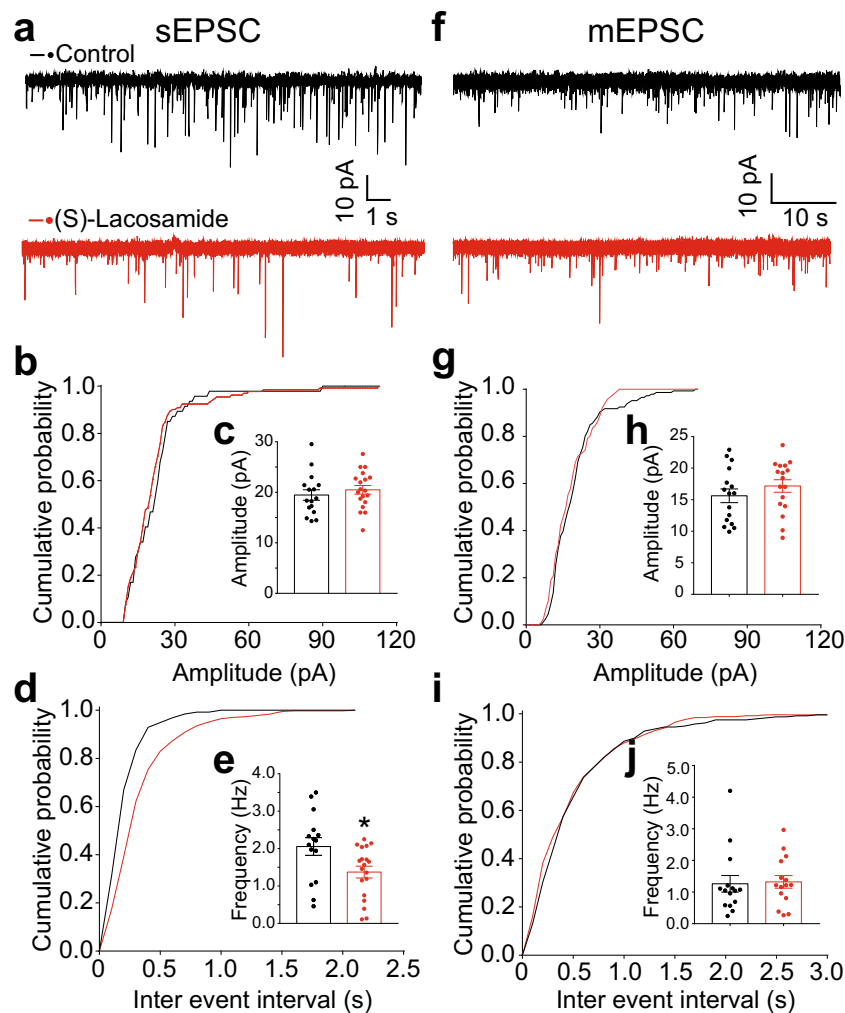 a
sEPSC
Control
10 pA
1 s
(S)-Lacosamide
f
mEPSC
10 pA
10 s
b
Cumulative probability
1.0
0.8
0.6
0.4
0.2
0.0
0
30
60
90
120
Amplitude (pA)
c
Amplitude (pA)
30
20
10
0
g
Cumulative probability
1.0
0.8
0.6
0.4
0.2
0.0
0
30
60
90
120
Amplitude (pA)
h
Amplitude (pA)
25
20
15
10
5
0
d
Cumulative probability
1.0
0.8
0.6
0.4
0.2
0.0
0
0.5
1.0
1.5
2.0
2.5
Inter event interval (s)
e
Frequency (Hz)
4.0
3.0
2.0
1.0
0.0
*
i
Cumulative probability
1.0
0.8
0.6
0.4
0.2
0.0
0
0.5
1.0
1.5
2.0
2.5
3.0
Inter event interval (s)
j
Frequency (Hz)
5.0
4.0
3.0
2.0
1.0
0.0